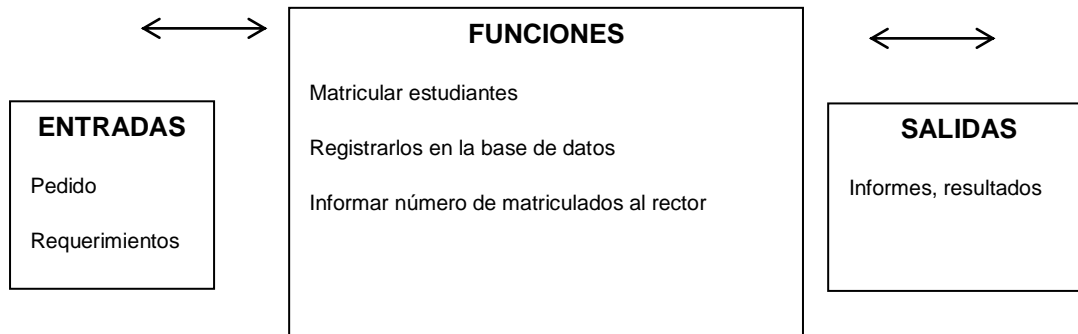 ENTRADAS
Pedido
Requerimientos
FUNCIONES
Matricular estudiantes
Registrarlos en la base de datos
Informar número de matriculados al rector
SALIDAS
Informes, resultados